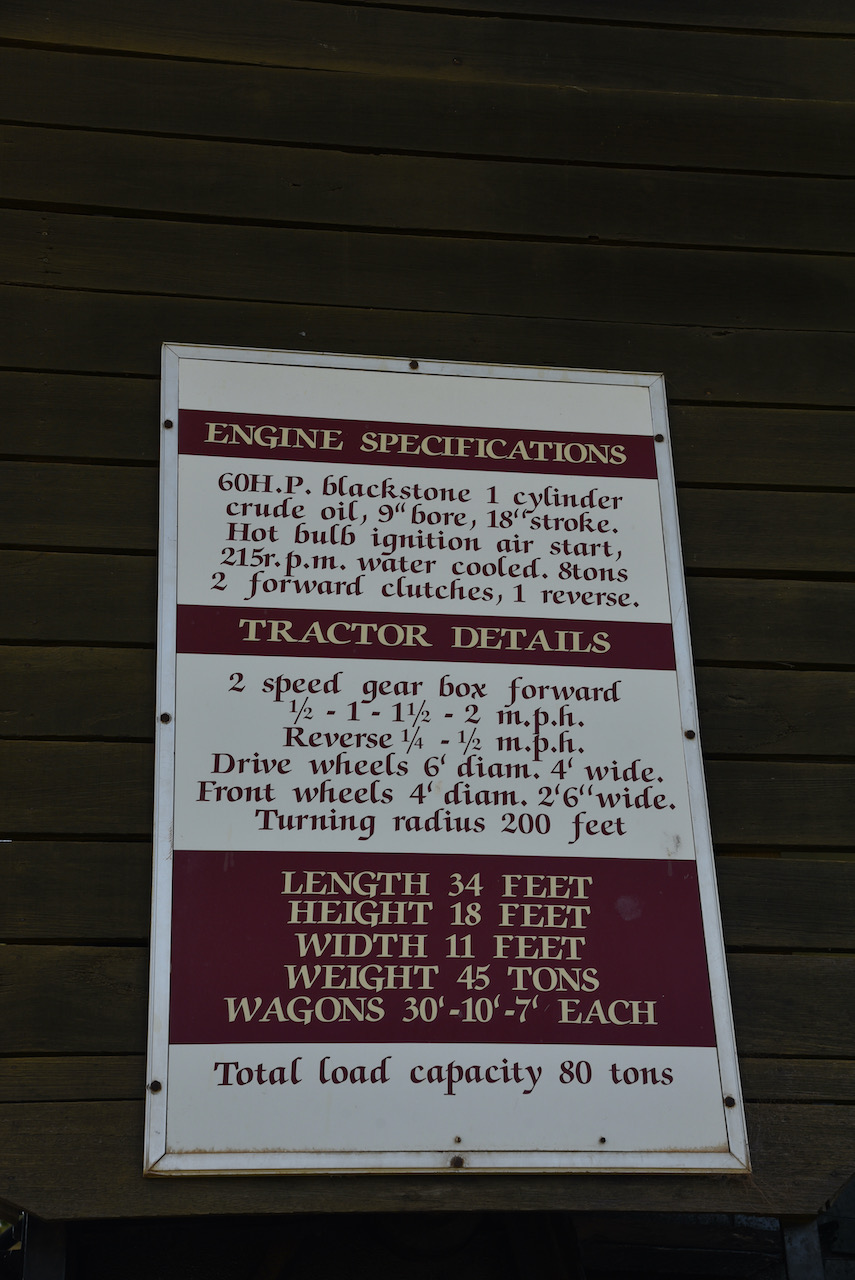 ENGINE SPECIFICATIONS
60H.P. blackstone 1 cylinder
crude oil, 9“ bore, 18“ stroke.
Hot bulb ignition air start,
215r.p.m. water cooled. 8tons
2 forward clutches, 1 reverse.
TRACTOR DETAILS
2 speed gear box forward
½ - 1 - 1½ - 2 m.p.h.
Reverse ¼ - ½ m.p.h.
Drive wheels 6‘ diam. 4‘ wide.
Front wheels 4‘ diam. 2‘6“ wide.
Turning radius 200 feet
LENGTH 34 FEET
HEIGHT 18 FEET
WIDTH 11 FEET
WEIGHT 45 TONS
WAGONS 30‘-10‘-7‘ EACH
Total load capacity 80 tons